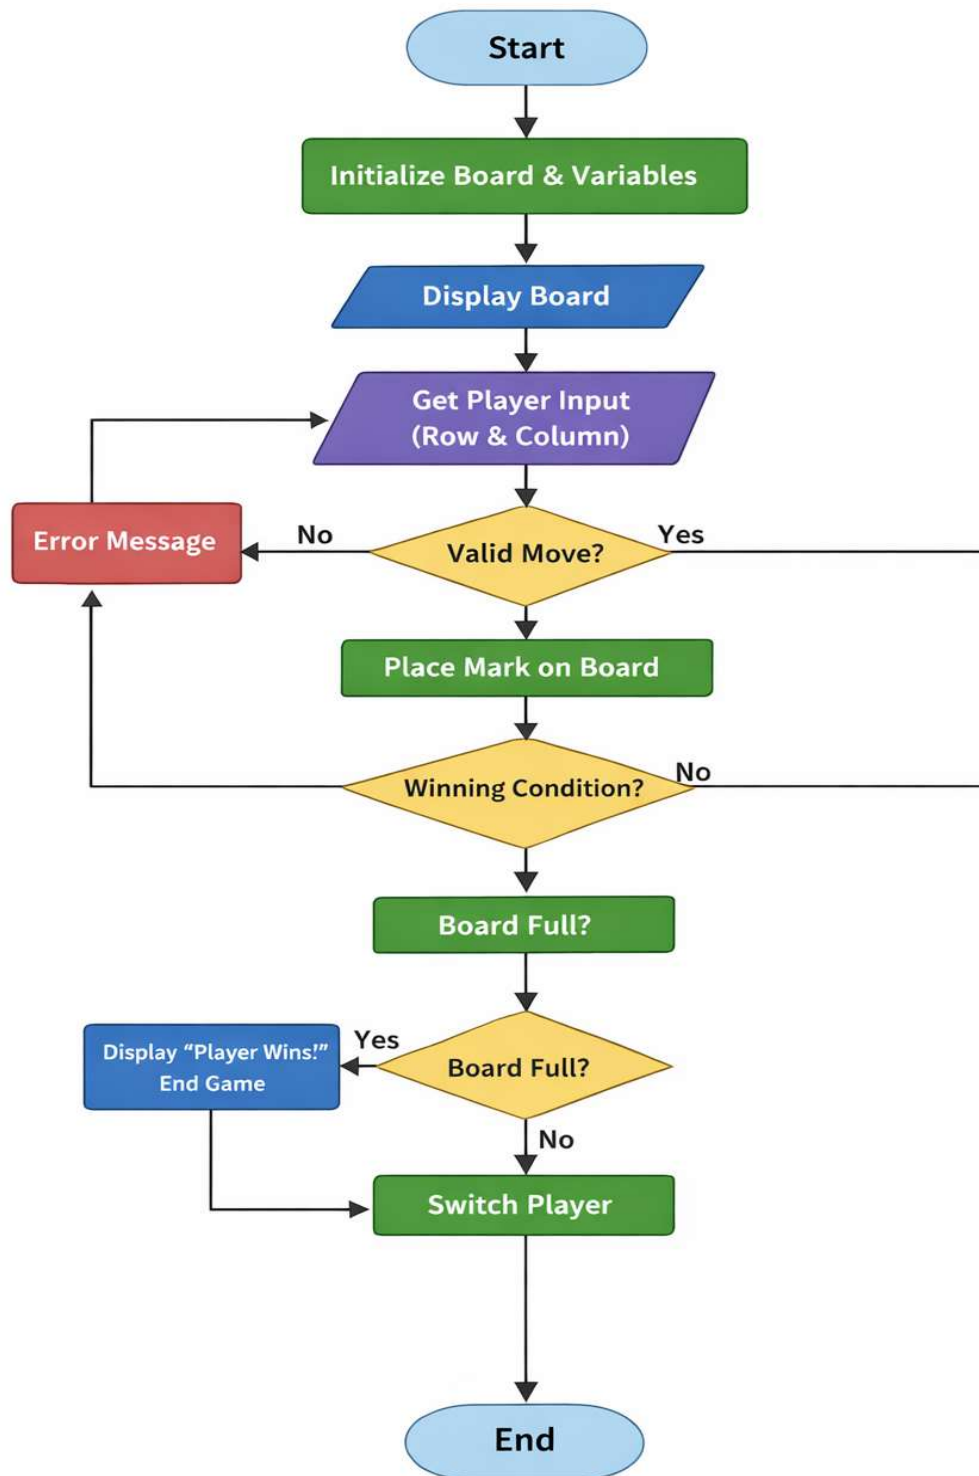 Start
Initialize Board & Variables
Display Board
Get Player Input
(Row & Column)
Error Message
No
Valid Move?
Yes
Place Mark on Board
Winning Condition?
No
Board Full?
Display “Player Wins!”
End Game
Yes
Board Full?
No
Switch Player
End